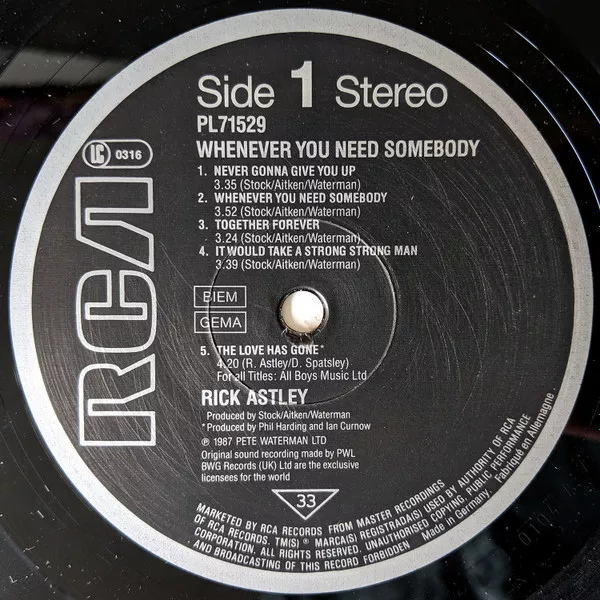 Side 1 Stereo
PL71529
LC 0316
WHENEVER YOU NEED SOMEBODY
1. NEVER GONNA GIVE YOU UP
3.35 (Stock/Aitken/Waterman)
2. WHENEVER YOU NEED SOMEBODY
3.52 (Stock/Aitken/Waterman)
3. TOGETHER FOREVER
3.24 (Stock/Aitken/Waterman)
4. IT WOULD TAKE A STRONG STRONG MAN
3.39 (Stock/Aitken/Waterman)
RCA
BIEM
GEMA
5. THE LOVE HAS GONE*
4.20 (R. Astley/D. Spatsley)
For all Titles: All Boys Music Ltd
RICK ASTLEY
Produced by Stock/Aitken/Waterman
* Produced by Phil Harding and Ian Curnow
℗ 1987 PETE WATERMAN LTD
Original sound recording made by PWL
BWG Records (UK) Ltd are the exclusive
licensees for the world
33
MARKETED BY RCA RECORDS FROM MASTER RECORDINGS
OF RCA RECORDS. TM(S) ® MARCA(S) REGISTRADA(S) USED BY AUTHORITY OF RCA
CORPORATION. ALL RIGHTS RESERVED. UNAUTHORISED COPYING, PUBLIC PERFORMANCE
AND BROADCASTING OF THIS RECORD FORBIDDEN Made in Germany. Fabriqué en Allemagne.